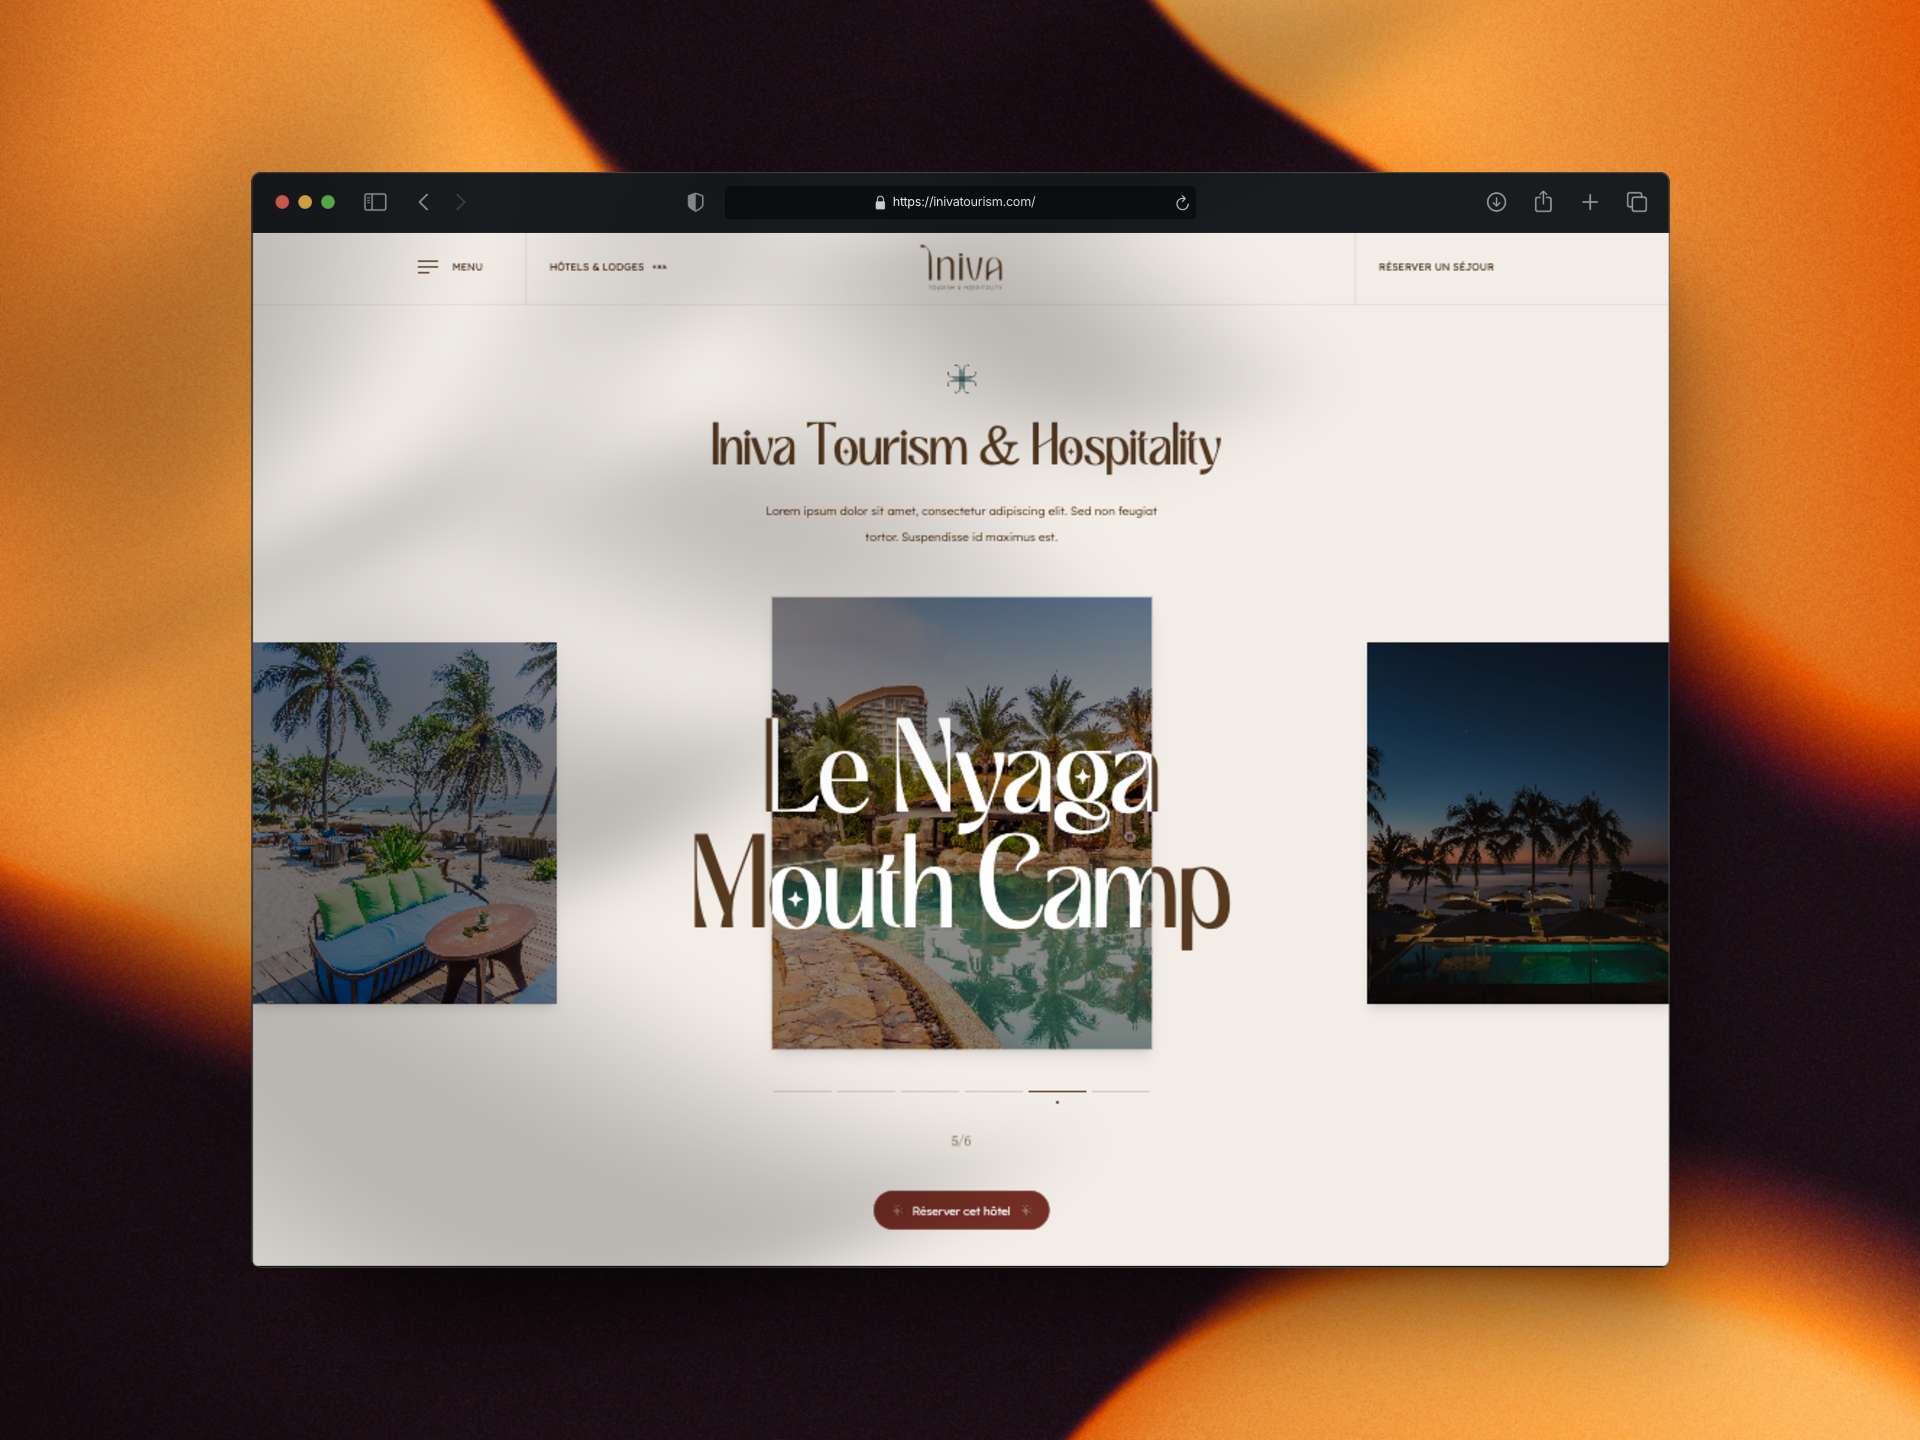 https://inivatourism.com/
MENU
HÔTELS & LODGES
Iniva
TOURISM & HOSPITALITY
RÉSERVER UN SÉJOUR
Iniva Tourism & Hospitality
Lorem ipsum dolor sit amet, consectetur adipiscing elit. Sed non feugiat
tortor. Suspendisse id maximus est.
Le Nyaga
Mouth Camp
5/6
Réserver cet hôtel